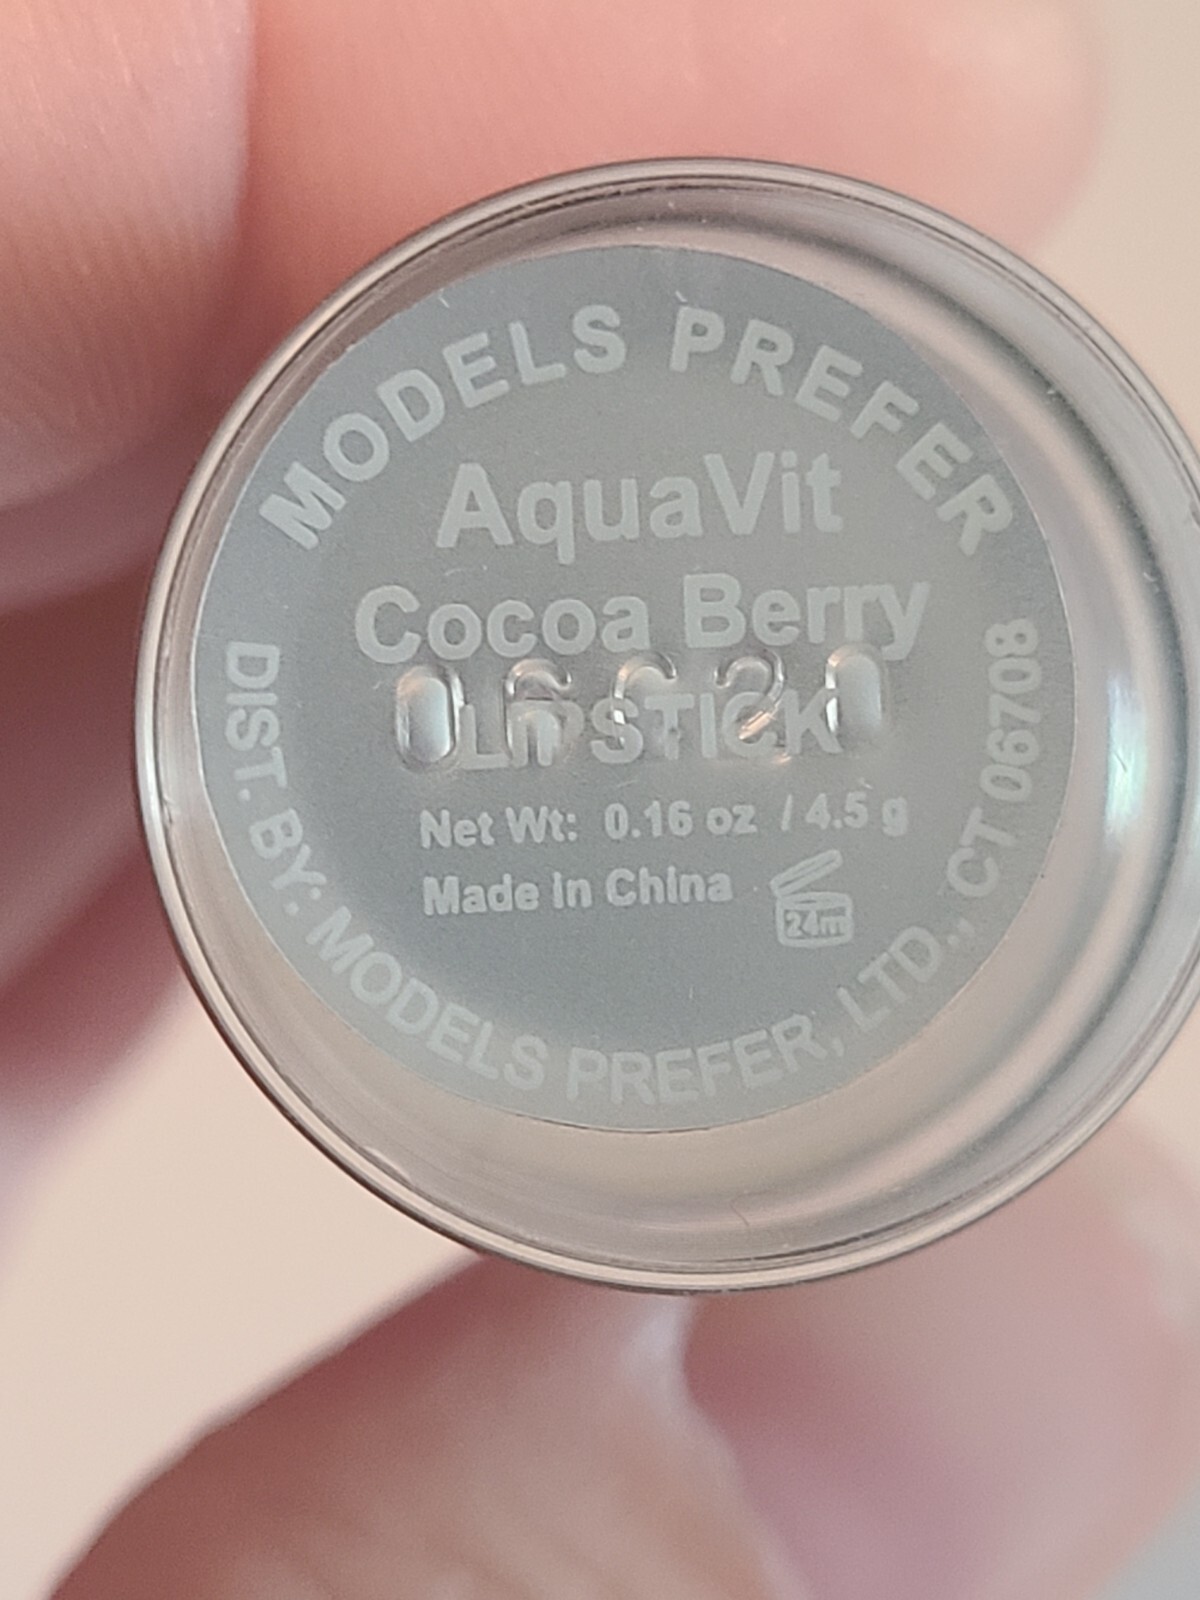 MODELS PREFER
AquaVit
Cocoa Berry
LIPSTICK
Net Wt: 0.16 oz / 4.5 g
Made in China
24m
DIST. BY: MODELS PREFER, LTD., CT 06708